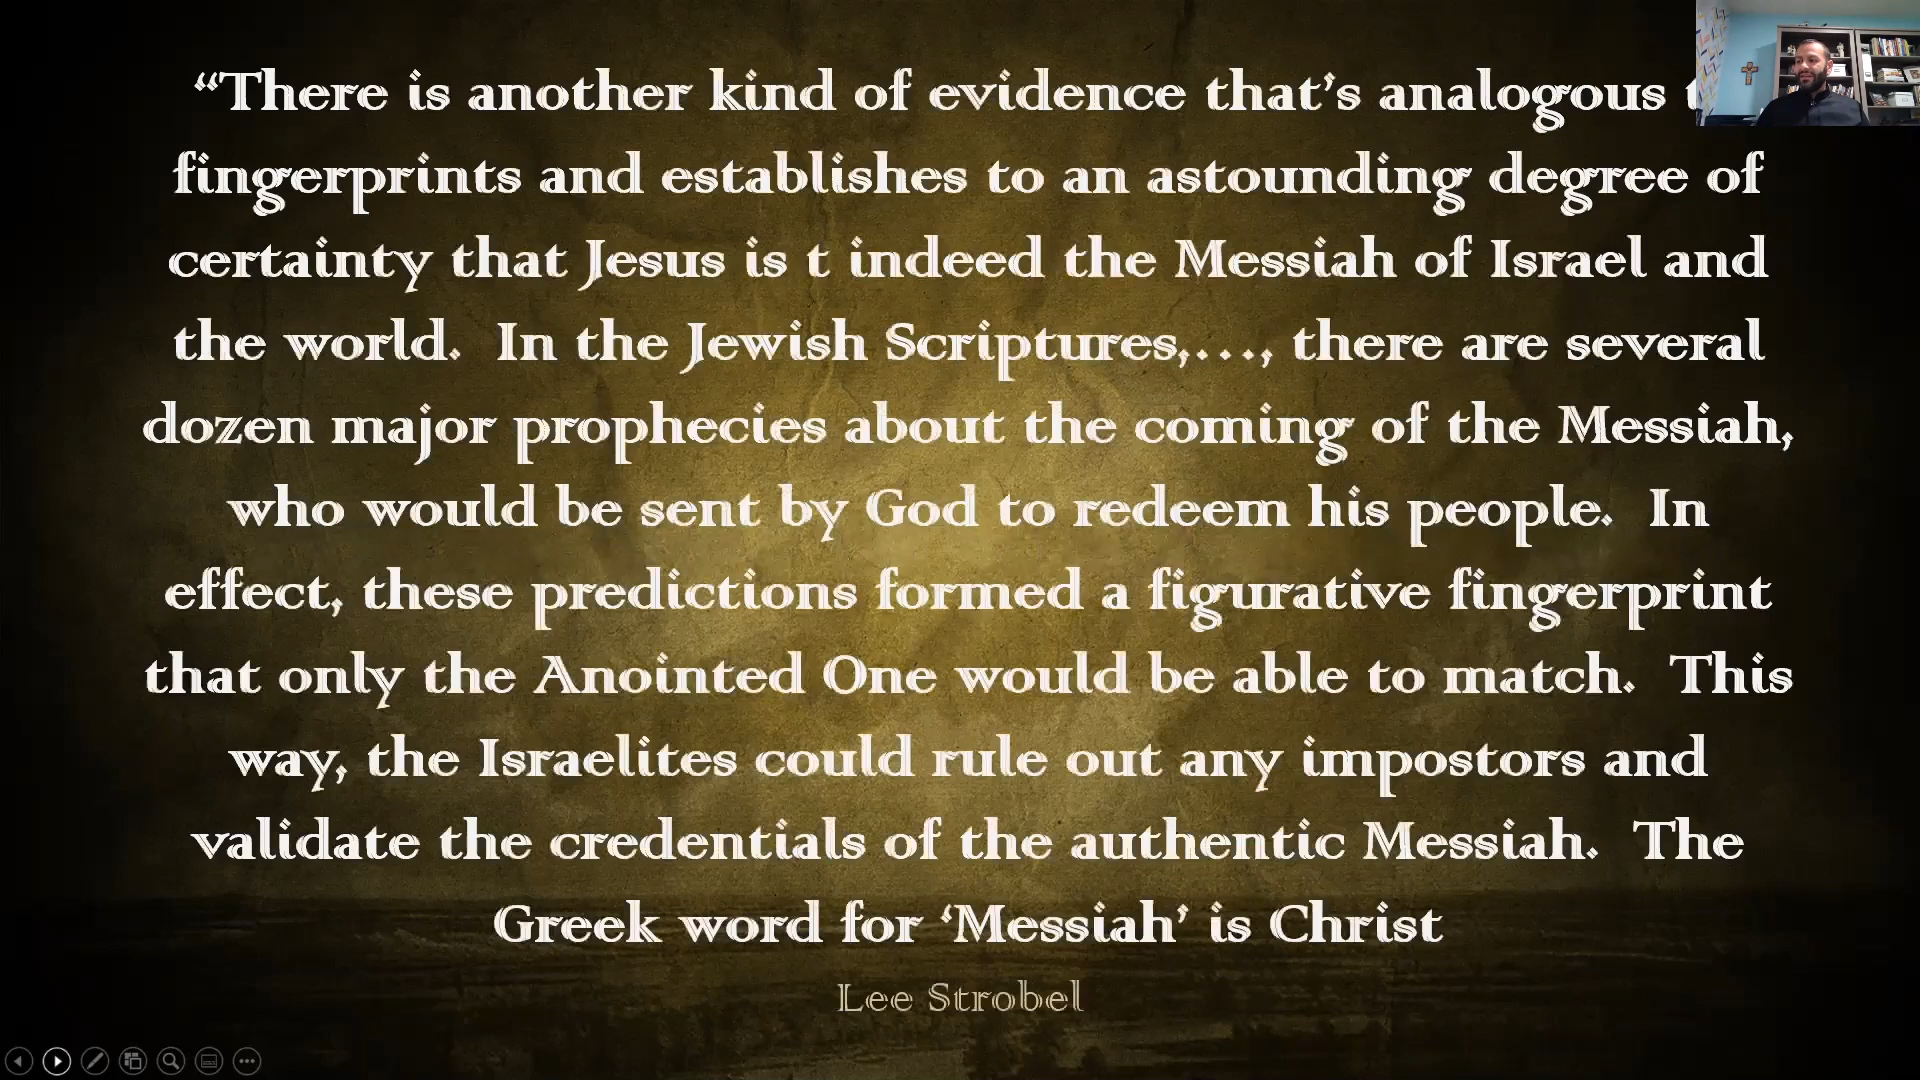 “There is another kind of evidence that’s analogous
fingerprints and establishes to an astounding degree of
certainty that Jesus is t indeed the Messiah of Israel and
the world.  In the Jewish Scriptures,…, there are several
dozen major prophecies about the coming of the Messiah,
who would be sent by God to redeem his people.  In
effect, these predictions formed a figurative fingerprint
that only the Anointed One would be able to match.  This
way, the Israelites could rule out any impostors and
validate the credentials of the authentic Messiah.  The
Greek word for ‘Messiah’ is Christ
Lee Strobel